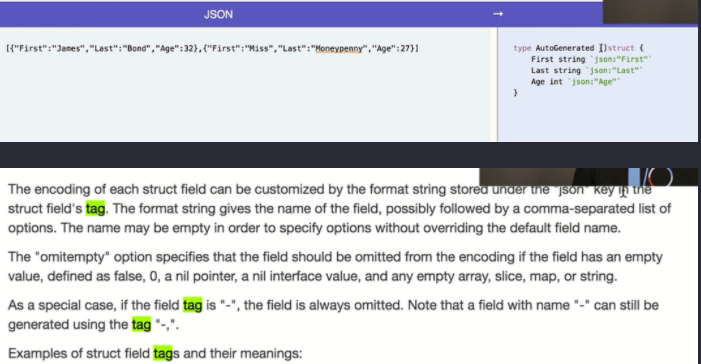 JSON →
[{"First":"James","Last":"Bond","Age":32},{"First":"Miss","Last":"Moneypenny","Age":27}]
type AutoGenerated []struct {
First string `json:"First"`
Last string `json:"Last"`
Age int `json:"Age"`
}
The encoding of each struct field can be customized by the format string stored under the "json" key in the
struct field's tag. The format string gives the name of the field, possibly followed by a comma-separated list of
options. The name may be empty in order to specify options without overriding the default field name.
The "omitempty" option specifies that the field should be omitted from the encoding if the field has an empty
value, defined as false, 0, a nil pointer, a nil interface value, and any empty array, slice, map, or string.
As a special case, if the field tag is "-", the field is always omitted. Note that a field with name "-" can still be
generated using the tag "-,".
Examples of struct field tags and their meanings: